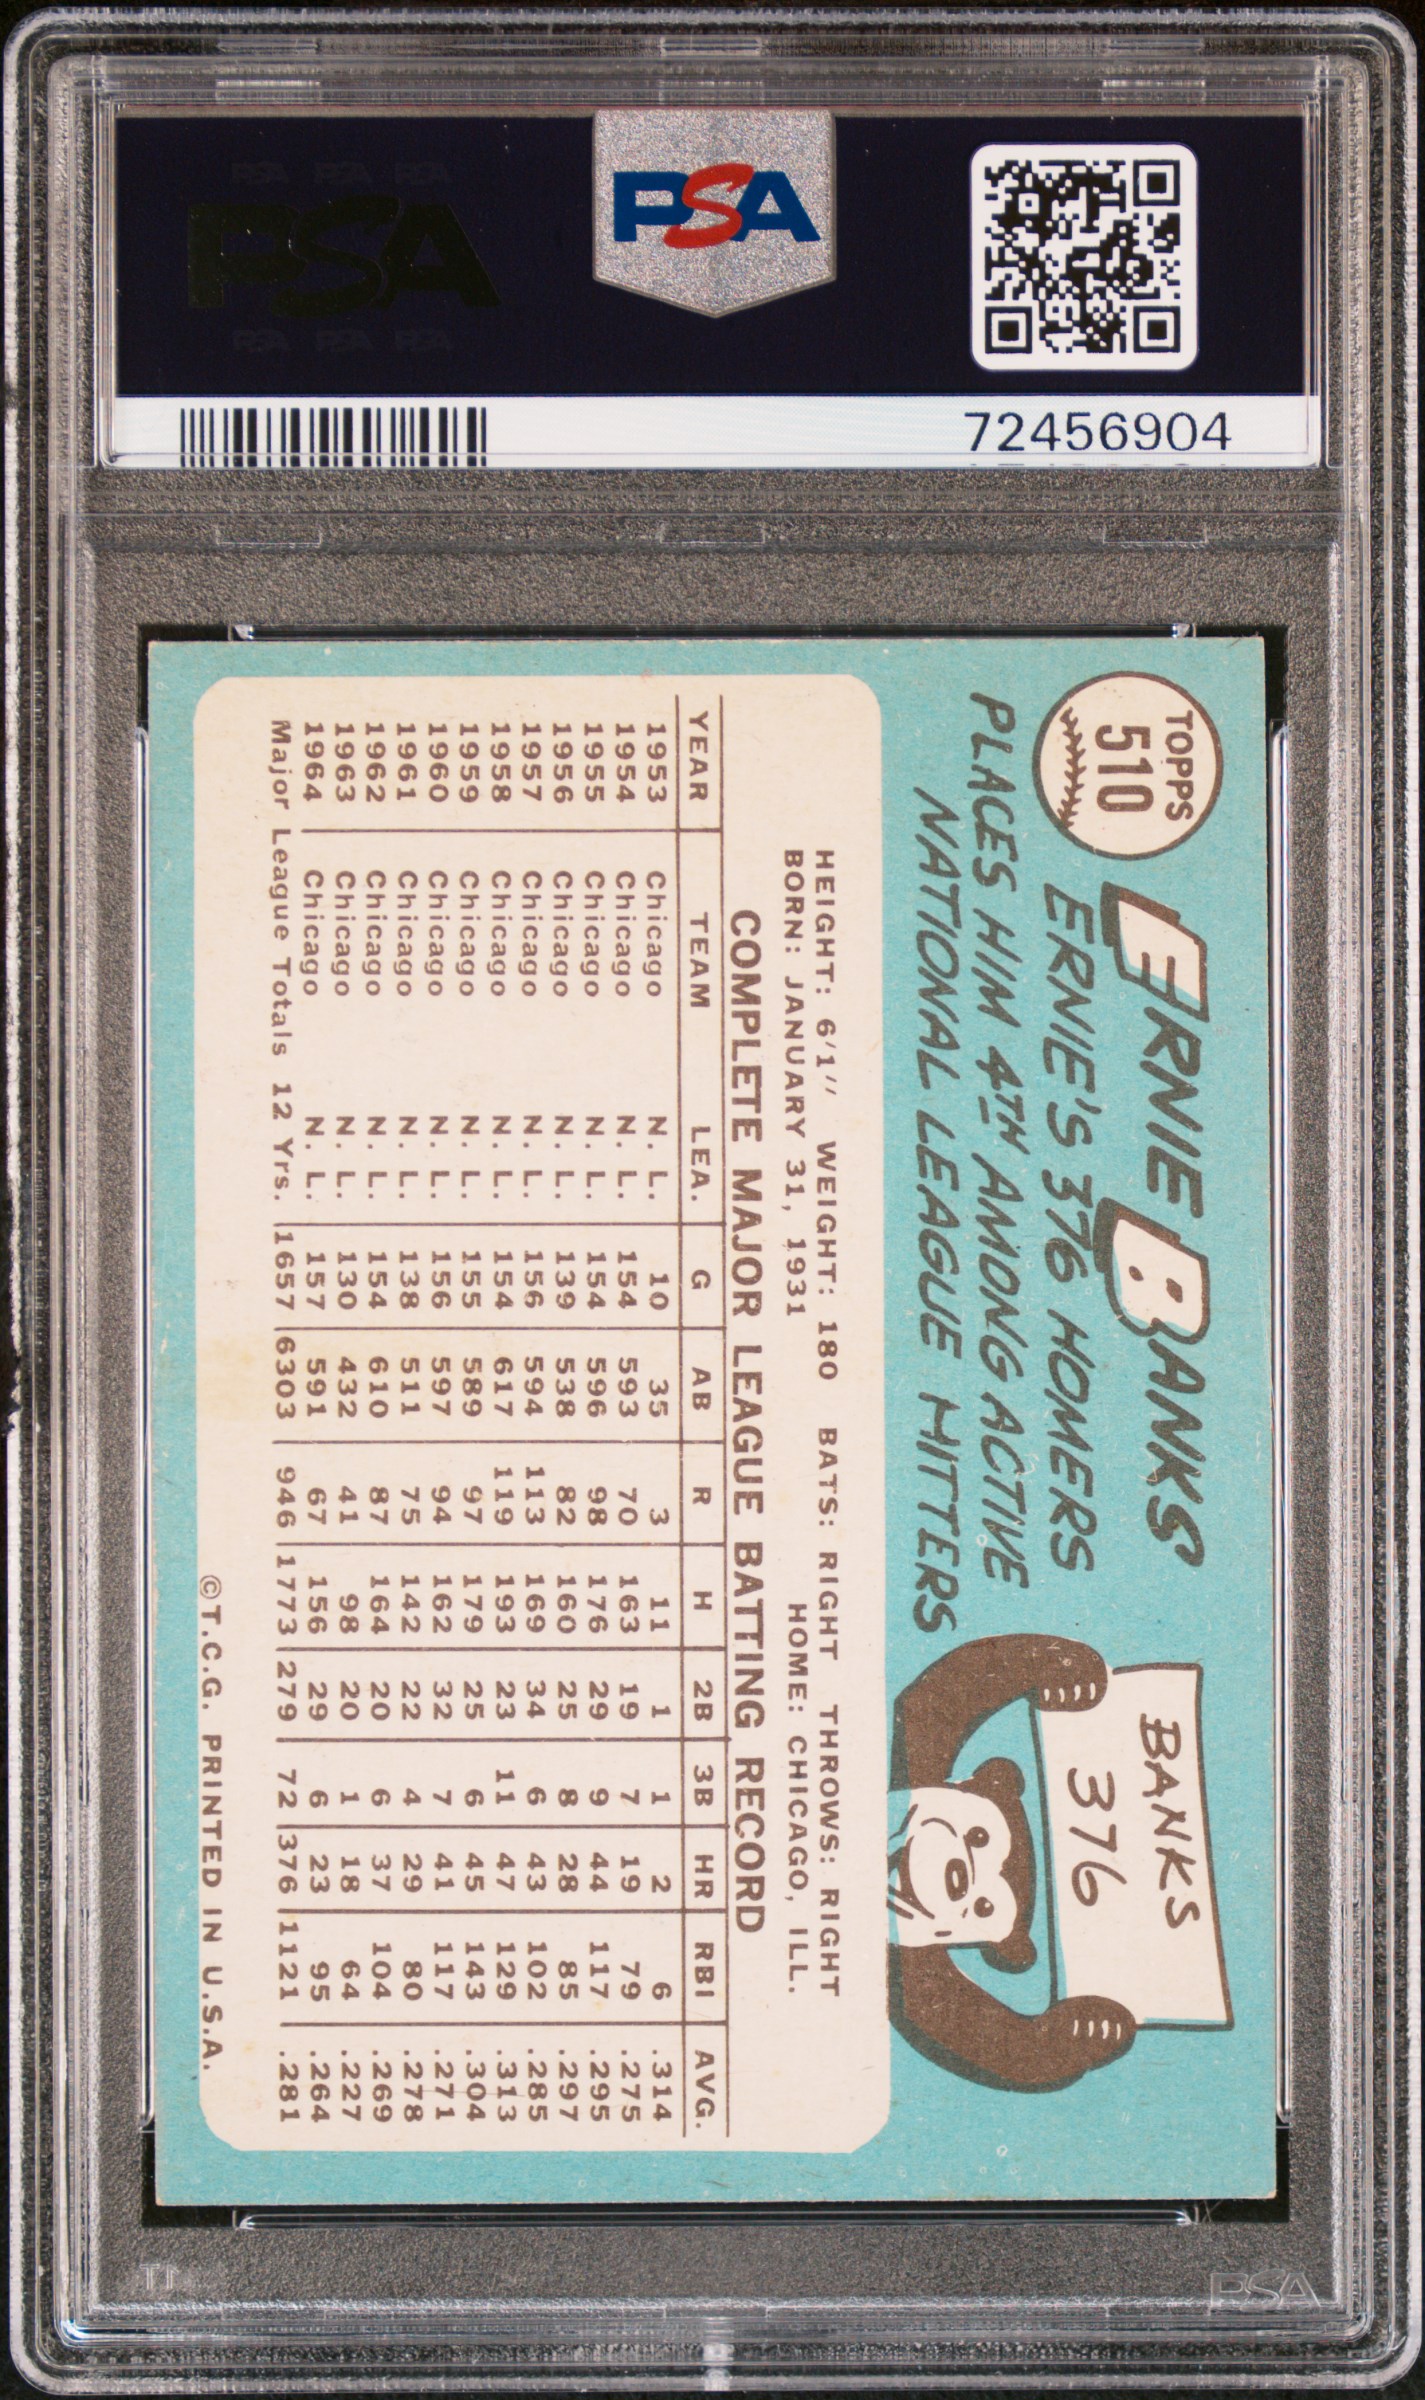 PSA PSA PSA
PSA
PSA PSA PSA
PSA
72456904
TOPPS
510
ERNIE BANKS
ERNIE'S 376 HOMERS
PLACES HIM 4TH AMONG ACTIVE
NATIONAL LEAGUE HITTERS
BANKS
376
HEIGHT: 6'1" WEIGHT: 180 BATS: RIGHT THROWS: RIGHT
BORN: JANUARY 31, 1931 HOME: CHICAGO, ILL.
COMPLETE MAJOR LEAGUE BATTING RECORD
YEAR TEAM LEA. G AB R H 2B 3B HR RBI AVG.
1953 Chicago N. L. 10 35 3 11 1 1 2 6 .314
1954 Chicago N. L. 154 593 70 163 19 7 19 79 .275
1955 Chicago N. L. 154 596 98 176 29 9 44 117 .295
1956 Chicago N. L. 139 538 82 160 25 8 28 85 .297
1957 Chicago N. L. 156 594 113 169 34 6 43 102 .285
1958 Chicago N. L. 154 617 119 193 23 11 47 129 .313
1959 Chicago N. L. 155 589 97 179 25 6 45 143 .304
1960 Chicago N. L. 156 597 94 162 32 7 41 117 .271
1961 Chicago N. L. 138 511 75 142 22 4 29 80 .278
1962 Chicago N. L. 154 610 87 164 20 6 37 104 .269
1963 Chicago N. L. 130 432 41 98 20 1 18 64 .227
1964 Chicago N. L. 157 591 67 156 29 6 23 95 .264
Major League Totals 12 Yrs. 1657 6303 946 1773 279 72 376 1121 .281
©T.C.G. PRINTED IN U.S.A.
PSA